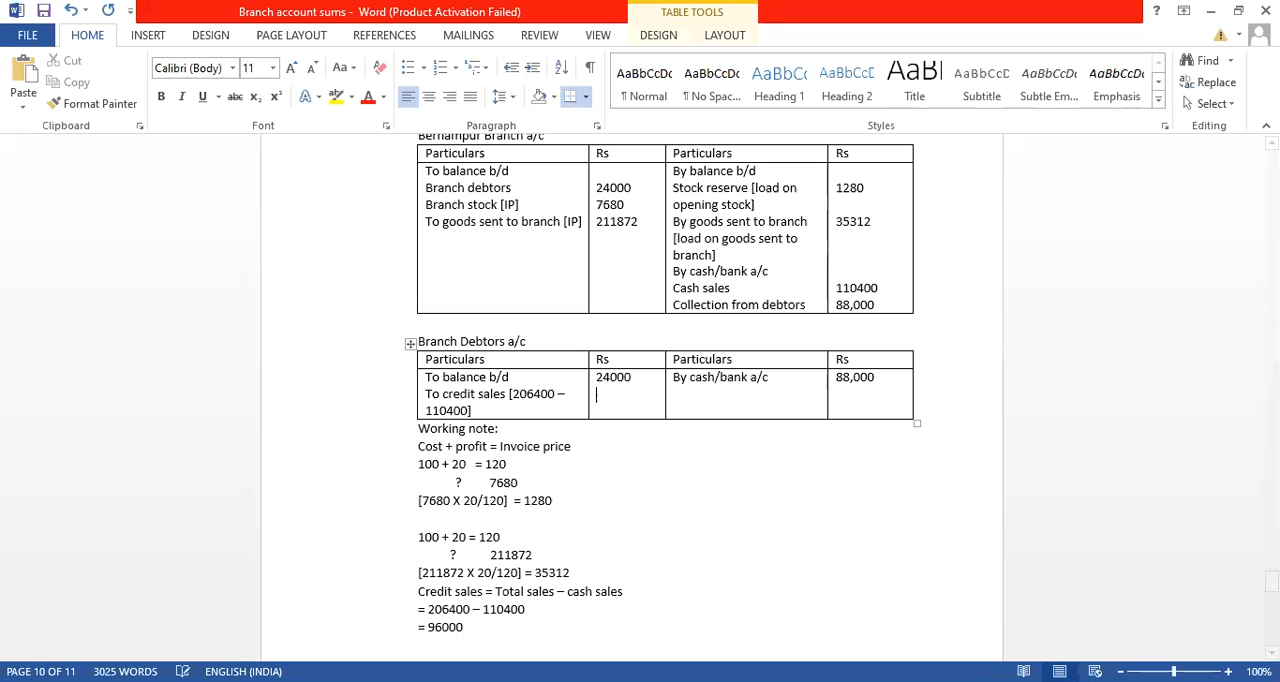 Branch account sums - Word (Product Activation Failed)
TABLE TOOLS
FILE HOME INSERT DESIGN PAGE LAYOUT REFERENCES MAILINGS REVIEW VIEW DESIGN LAYOUT
Paste
Cut
Copy
Format Painter
Clipboard
Calibri (Body) 11
Font
Paragraph
AaBbCcDc AaBbCcDc AaBbCc AaBbCcD AaBl AaBbCcD AaBbCcDc AaBbCcDc
¶ Normal ¶ No Spac... Heading 1 Heading 2 Title Subtitle Subtle Em... Emphasis
Styles
Find
Replace
Select
Editing
Berhampur Branch a/c
Particulars Rs Particulars Rs
To balance b/d By balance b/d
Branch debtors 24000 Stock reserve [load on 1280
Branch stock [IP] 7680 opening stock]
To goods sent to branch [IP] 211872 By goods sent to branch 35312
[load on goods sent to
branch]
By cash/bank a/c
Cash sales 110400
Collection from debtors 88,000
Branch Debtors a/c
Particulars Rs Particulars Rs
To balance b/d 24000 By cash/bank a/c 88,000
To credit sales [206400 –
110400]
Working note:
Cost + profit = Invoice price
100 + 20 = 120
? 7680
[7680 X 20/120] = 1280
100 + 20 = 120
? 211872
[211872 X 20/120] = 35312
Credit sales = Total sales – cash sales
= 206400 – 110400
= 96000
PAGE 10 OF 11 3025 WORDS ENGLISH (INDIA) 100%